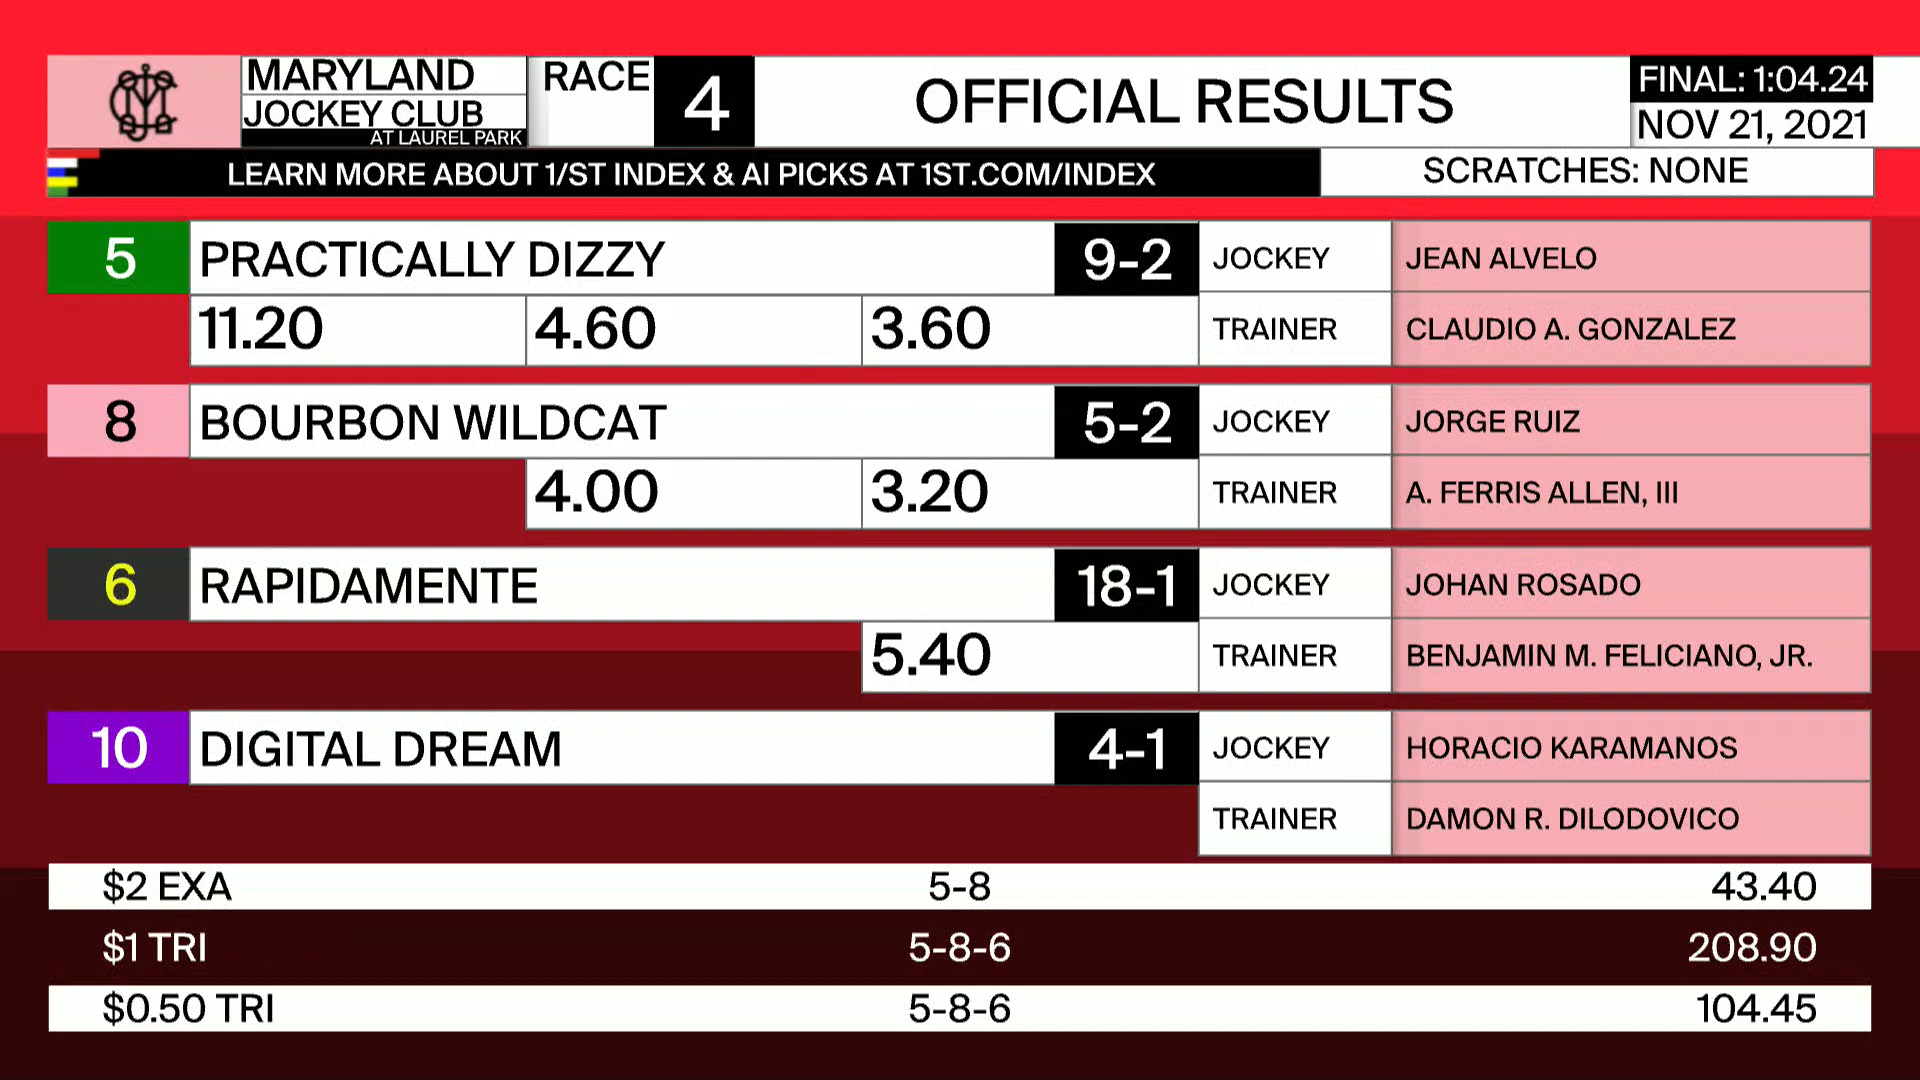 MARYLAND
JOCKEY CLUB
AT LAUREL PARK
RACE 4
OFFICIAL RESULTS
FINAL: 1:04.24
NOV 21, 2021
LEARN MORE ABOUT 1/ST INDEX & AI PICKS AT 1ST.COM/INDEX
SCRATCHES: NONE
5 PRACTICALLY DIZZY 9-2 JOCKEY JEAN ALVELO
11.20 4.60 3.60 TRAINER CLAUDIO A. GONZALEZ
8 BOURBON WILDCAT 5-2 JOCKEY JORGE RUIZ
4.00 3.20 TRAINER A. FERRIS ALLEN, III
6 RAPIDAMENTE 18-1 JOCKEY JOHAN ROSADO
5.40 TRAINER BENJAMIN M. FELICIANO, JR.
10 DIGITAL DREAM 4-1 JOCKEY HORACIO KARAMANOS
TRAINER DAMON R. DILODOVICO
$2 EXA 5-8 43.40
$1 TRI 5-8-6 208.90
$0.50 TRI 5-8-6 104.45